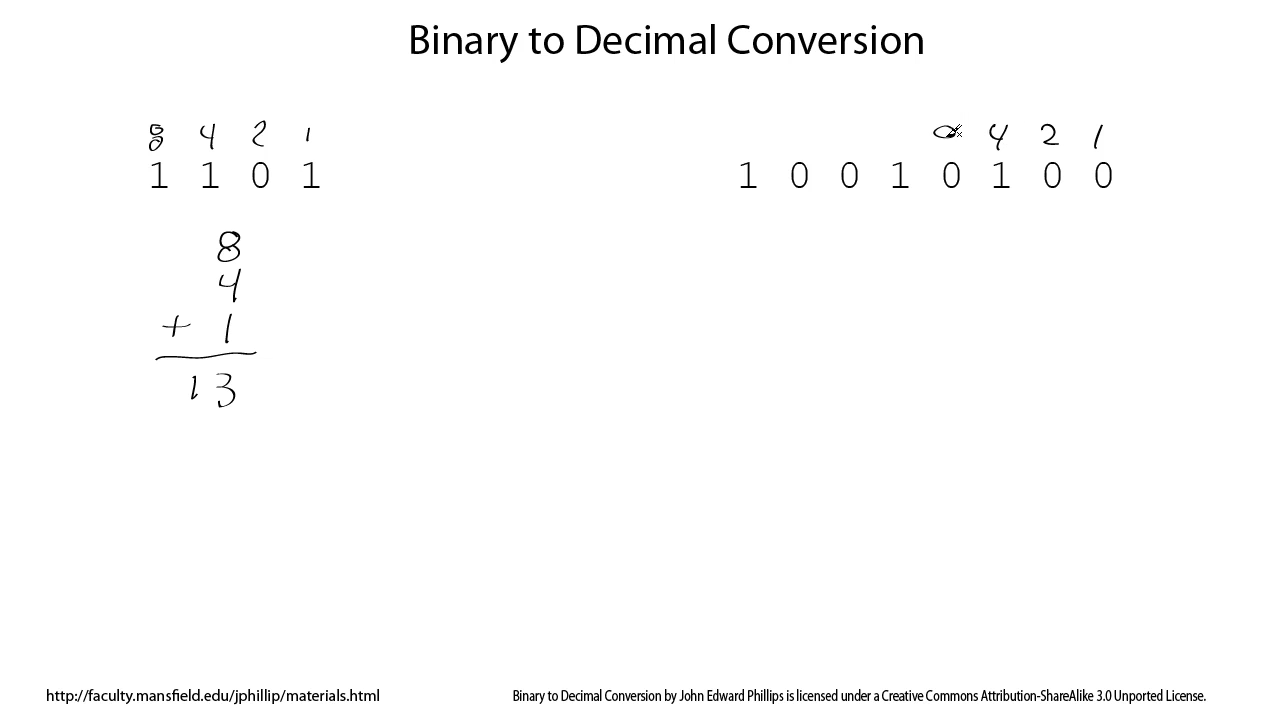 Binary to Decimal Conversion
8 4 2 1
1 1 0 1
8
4
+ 1
13
4 2 1
1 0 0 1 0 1 0 0
http://faculty.mansfield.edu/jphillip/materials.html
Binary to Decimal Conversion by John Edward Phillips is licensed under a Creative Commons Attribution-ShareAlike 3.0 Unported License.